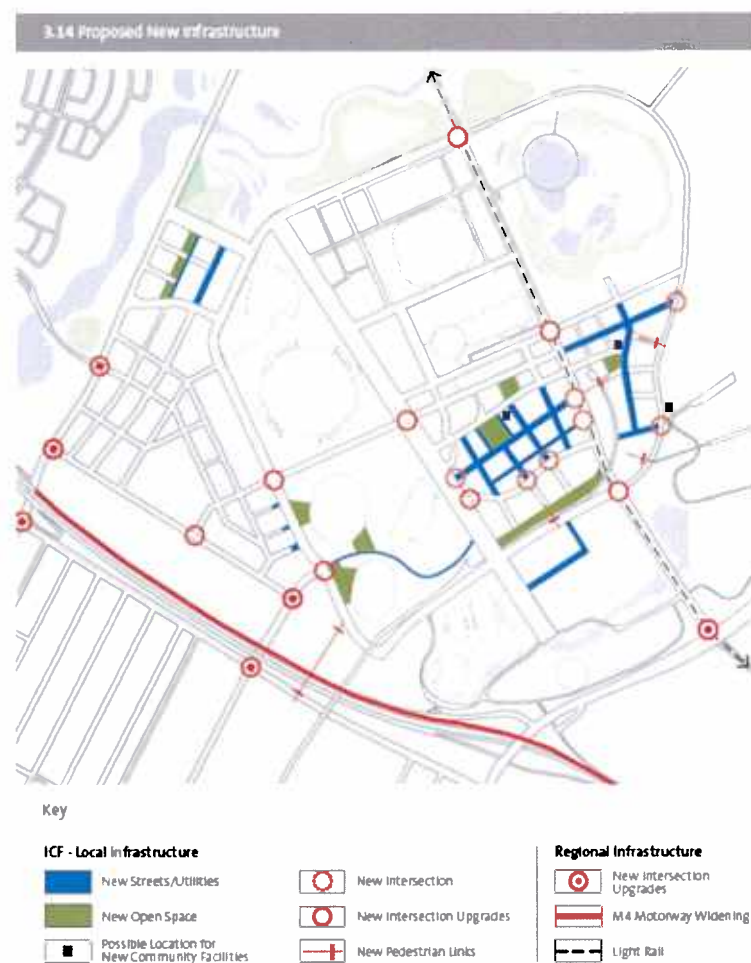 3.14 Proposed New Infrastructure
Key
ICF - Local Infrastructure
New Streets/Utilities
New Open Space
Possible Location for
New Community Facilities
New Intersection
New Intersection Upgrades
New Pedestrian Links
Regional Infrastructure
New Intersection
Upgrades
M4 Motorway Widening
Light Rail